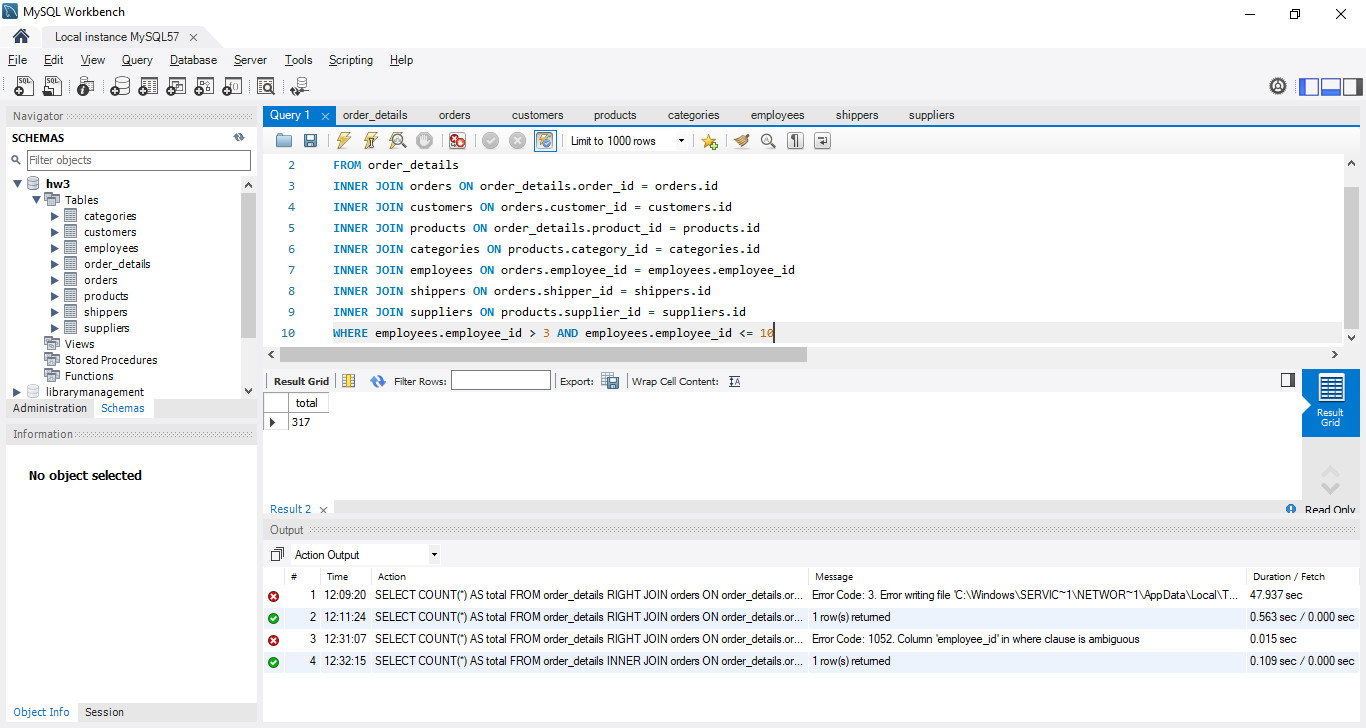 MySQL Workbench
Local instance MySQL57
File Edit View Query Database Server Tools Scripting Help
Navigator
SCHEMAS
Filter objects
hw3
Tables
categories
customers
employees
order_details
orders
products
shippers
suppliers
Views
Stored Procedures
Functions
librarymanagement
Administration Schemas
Information
No object selected
Object Info Session
Query 1 order_details orders customers products categories employees shippers suppliers
Limit to 1000 rows
2 FROM order_details
3 INNER JOIN orders ON order_details.order_id = orders.id
4 INNER JOIN customers ON orders.customer_id = customers.id
5 INNER JOIN products ON order_details.product_id = products.id
6 INNER JOIN categories ON products.category_id = categories.id
7 INNER JOIN employees ON orders.employee_id = employees.employee_id
8 INNER JOIN shippers ON orders.shipper_id = shippers.id
9 INNER JOIN suppliers ON products.supplier_id = suppliers.id
10 WHERE employees.employee_id > 3 AND employees.employee_id <= 10
Result Grid Filter Rows: Export: Wrap Cell Content:
total
317
Result Grid
Result 2 Read Only
Output
Action Output
# Time Action Message Duration / Fetch
1 12:09:20 SELECT COUNT(*) AS total FROM order_details RIGHT JOIN orders ON order_details.or... Error Code: 3. Error writing file 'C:\Windows\SERVIC~1\NETWOR~1\AppData\Local\T... 47.937 sec
2 12:11:24 SELECT COUNT(*) AS total FROM order_details RIGHT JOIN orders ON order_details.or... 1 row(s) returned 0.563 sec / 0.000 sec
3 12:31:07 SELECT COUNT(*) AS total FROM order_details RIGHT JOIN orders ON order_details.or... Error Code: 1052. Column 'employee_id' in where clause is ambiguous 0.015 sec
4 12:32:15 SELECT COUNT(*) AS total FROM order_details INNER JOIN orders ON order_details.or... 1 row(s) returned 0.109 sec / 0.000 sec